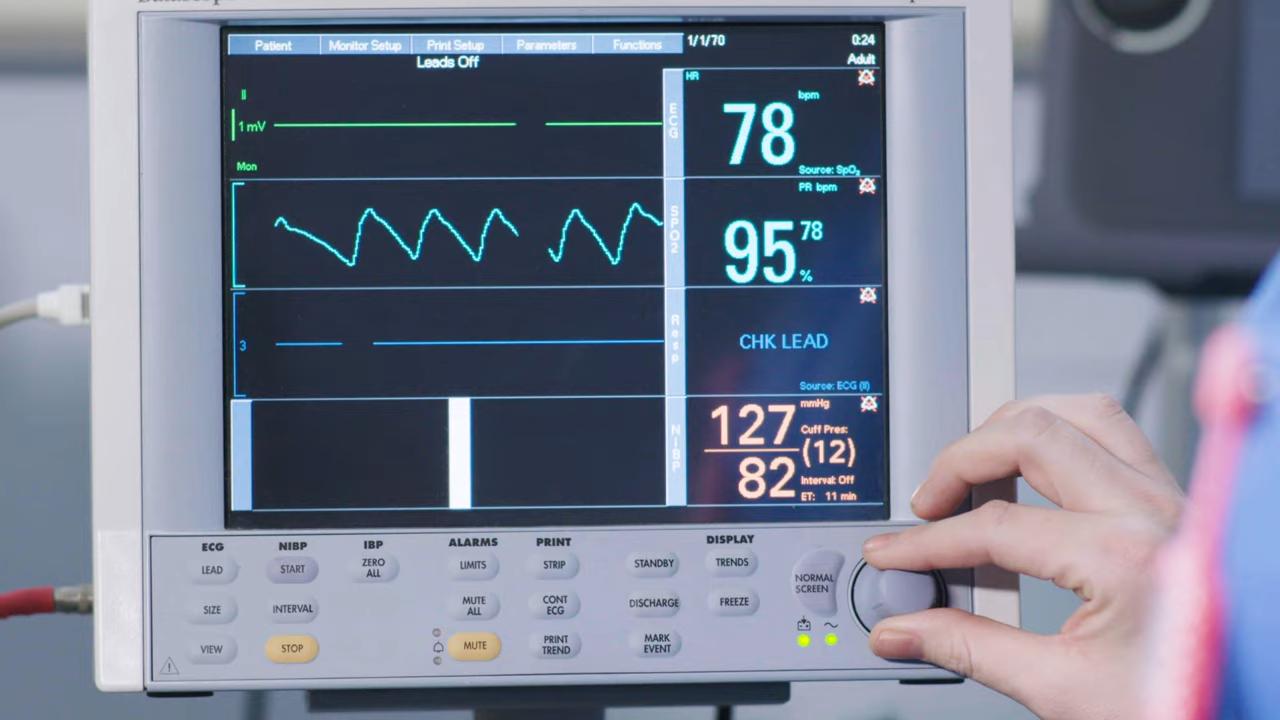 Patient Monitor Setup Print Setup Parameters Functions 1/1/70 0:24
Leads Off Adult
II
1 mV
Mon
ECG
HR
bpm
78
Source: SpO₂
SPO2
PR bpm
95 78
%
3
Resp
CHK LEAD
Source: ECG (II)
NIBP
127
82
mmHg
Cuff Pres:
(12)
Interval: Off
ET: 11 min
ECG NIBP IBP ALARMS PRINT DISPLAY
LEAD START ZERO ALL LIMITS STRIP STANDBY TRENDS
NORMAL SCREEN
SIZE INTERVAL MUTE ALL CONT ECG DISCHARGE FREEZE
VIEW STOP MUTE PRINT TREND MARK EVENT